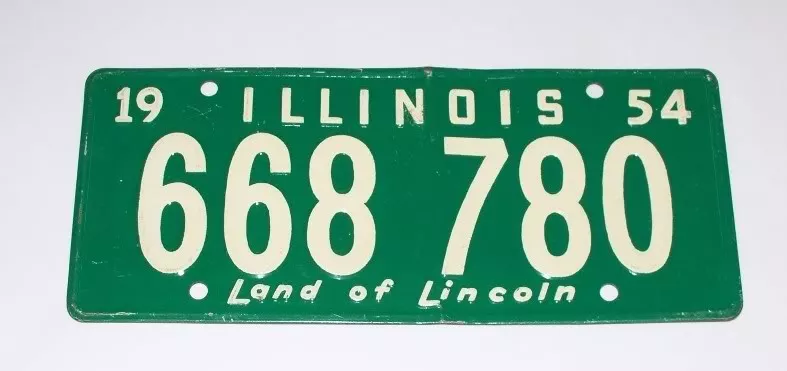 19 ILLINOIS 54
668 780
Land of Lincoln